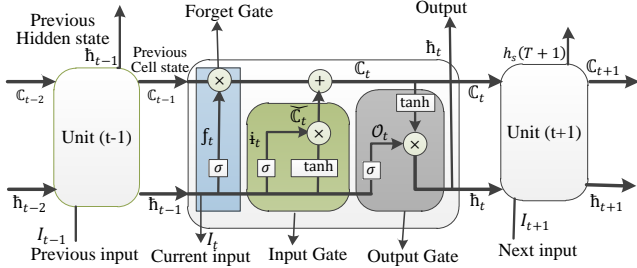 Forget Gate
Output
Previous
Hidden state
ħ_{t−1}
Previous
Cell state
ħ_t
h_s(T + 1)
ℂ_{t−2}
ℂ_{t−1}
×
+
ℂ_t
ℂ_t
ℂ_{t+1}
Unit (t-1)
f_t
ℂ̃_t
i_t
×
tanh
𝒪_t
×
Unit (t+1)
σ
σ
tanh
σ
ħ_{t−2}
ħ_{t−1}
ħ_t
ħ_{t+1}
I_{t−1}
I_t
I_{t+1}
Previous input
Current input
Input Gate
Output Gate
Next input